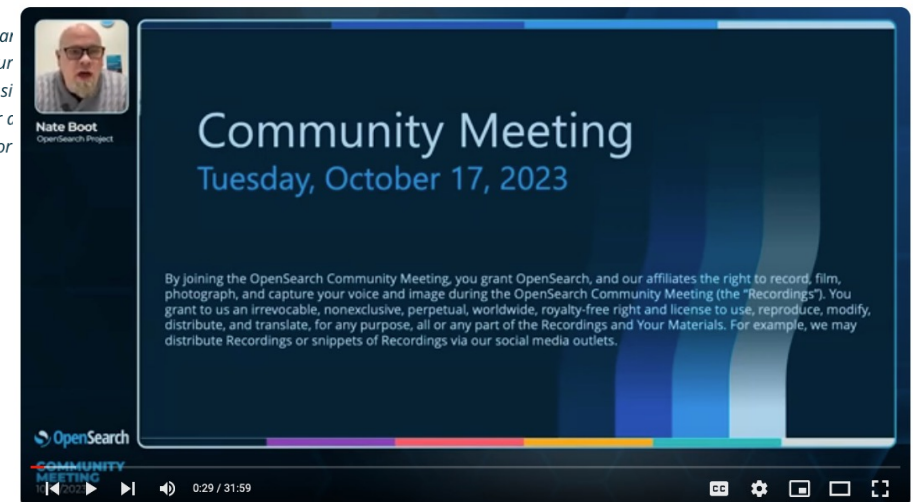 Nate Boot
OpenSearch Project
Community Meeting
Tuesday, October 17, 2023
By joining the OpenSearch Community Meeting, you grant OpenSearch, and our affiliates the right to record, film,
photograph, and capture your voice and image during the OpenSearch Community Meeting (the “Recordings”). You
grant to us an irrevocable, nonexclusive, perpetual, worldwide, royalty-free right and license to use, reproduce, modify,
distribute, and translate, for any purpose, all or any part of the Recordings and Your Materials. For example, we may
distribute Recordings or snippets of Recordings via our social media outlets.
OpenSearch
COMMUNITY
MEETING
0:29 / 31:59
CC